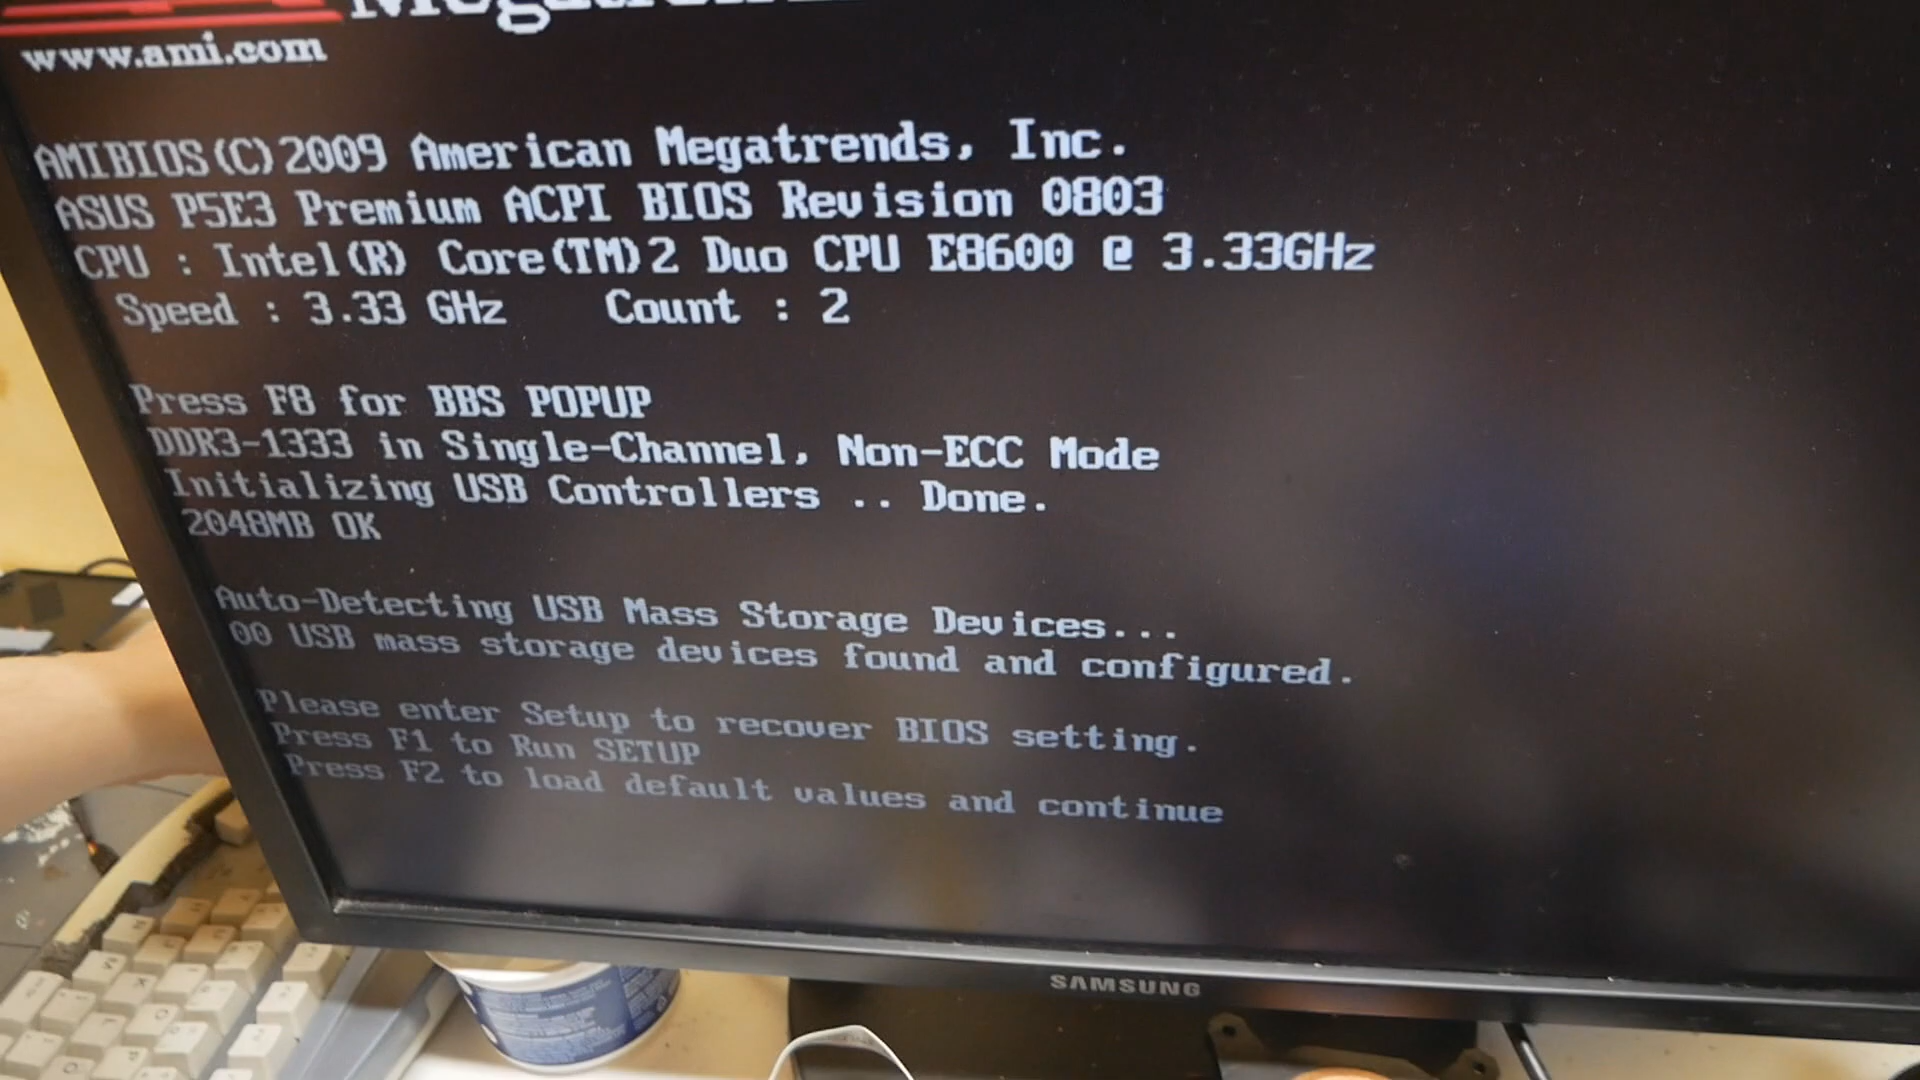 www.ami.com
AMIBIOS(C)2009 American Megatrends, Inc.
ASUS P5E3 Premium ACPI BIOS Revision 0803
CPU : Intel(R) Core(TM)2 Duo CPU E8600 @ 3.33GHz
Speed : 3.33 GHz Count : 2
Press F8 for BBS POPUP
DDR3-1333 in Single-Channel, Non-ECC Mode
Initializing USB Controllers .. Done.
2048MB OK
Auto-Detecting USB Mass Storage Devices...
00 USB mass storage devices found and configured.
Please enter Setup to recover BIOS setting.
Press F1 to Run SETUP
Press F2 to load default values and continue
SAMSUNG